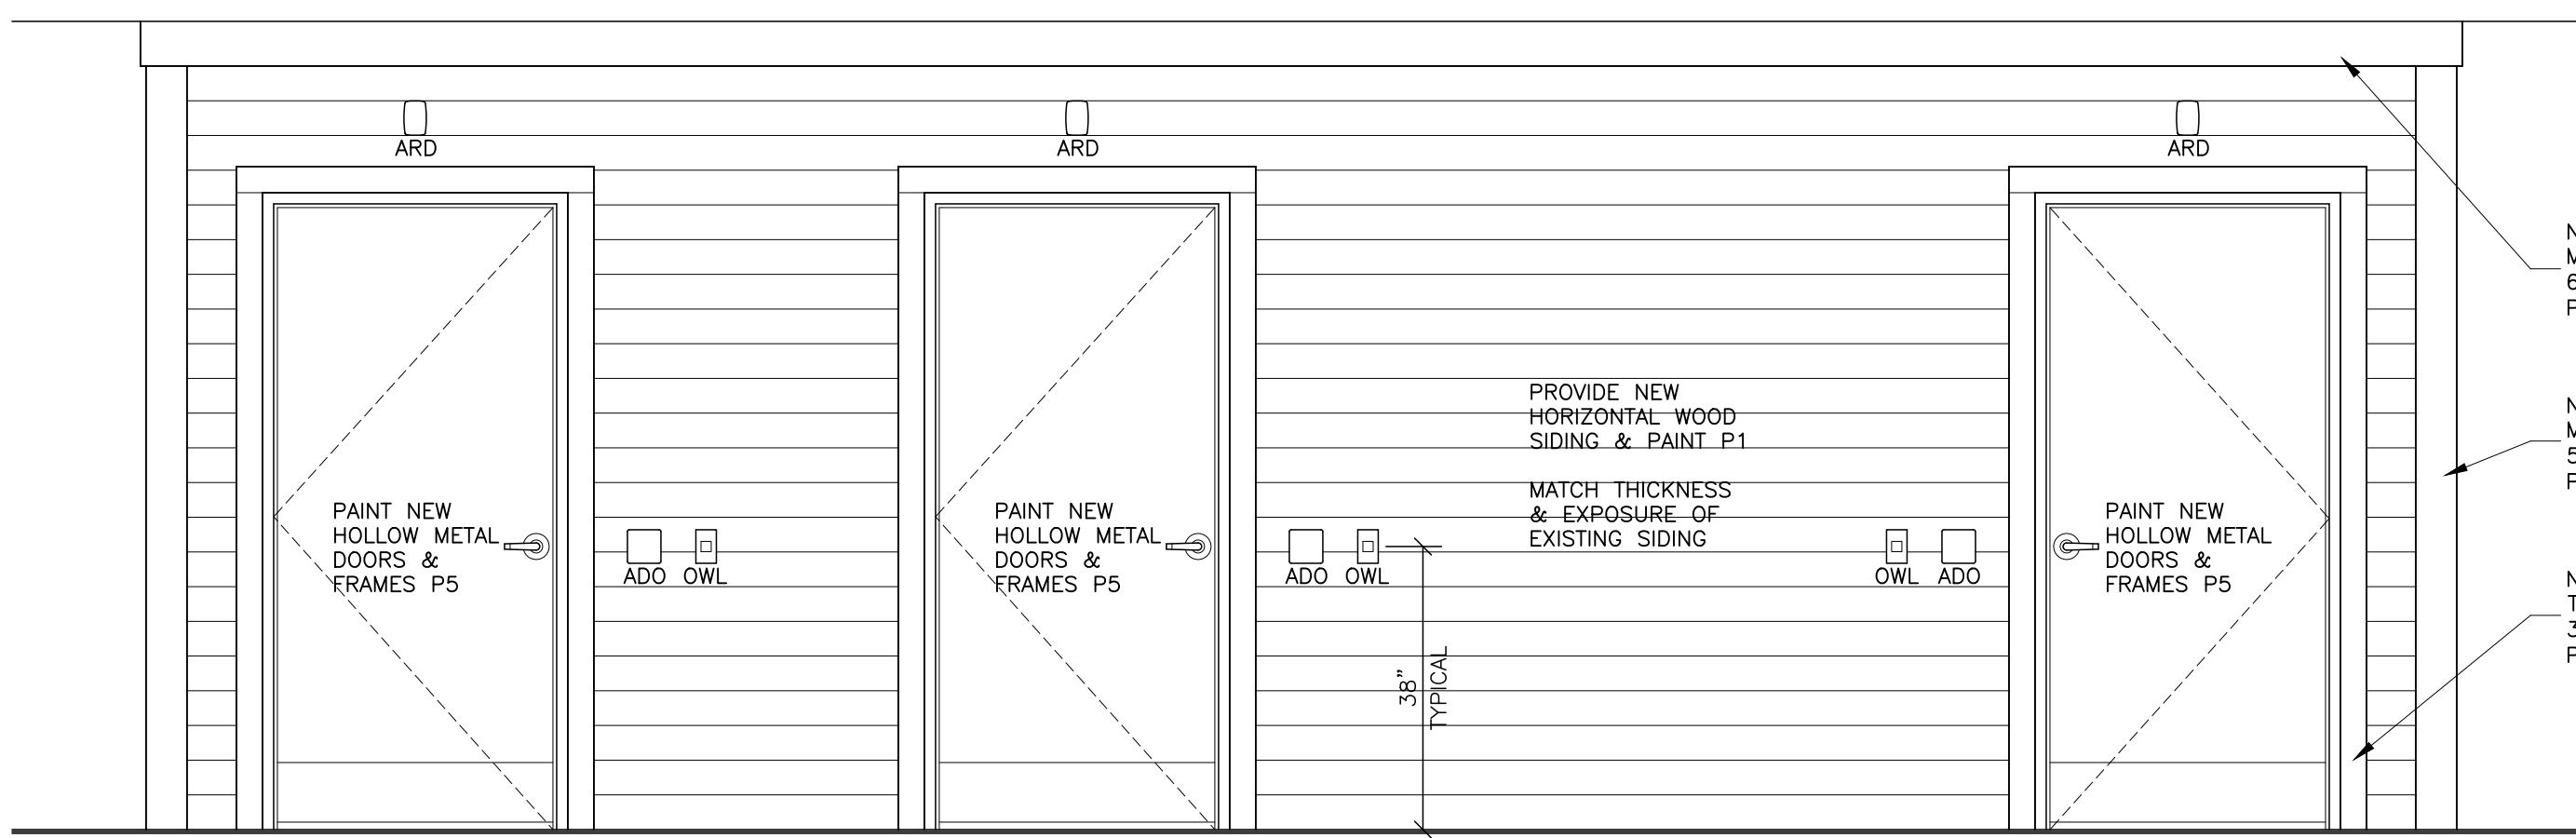 ARD
ARD
ARD
PAINT NEW
HOLLOW METAL
DOORS &
FRAMES P5
ADO
OWL
PAINT NEW
HOLLOW METAL
DOORS &
FRAMES P5
ADO
OWL
38"
TYPICAL
PROVIDE NEW
HORIZONTAL WOOD
SIDING & PAINT P1
MATCH THICKNESS
& EXPOSURE OF
EXISTING SIDING
OWL
ADO
PAINT NEW
HOLLOW METAL
DOORS &
FRAMES P5